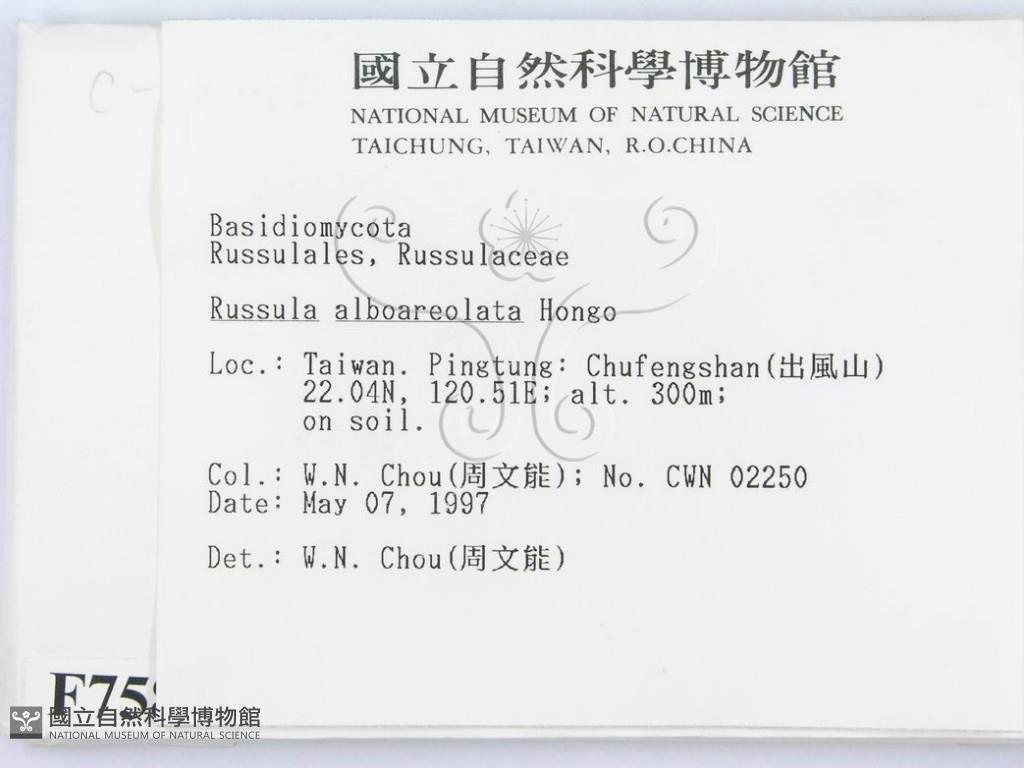 國立自然科學博物館
NATIONAL MUSEUM OF NATURAL SCIENCE
TAICHUNG, TAIWAN, R.O.CHINA
Basidiomycota
Russulales, Russulaceae
Russula alboareolata Hongo
Loc.: Taiwan. Pingtung: Chufengshan(出風山)
22.04N, 120.51E; alt. 300m;
on soil.
Col.: W.N. Chou(周文能); No. CWN 02250
Date: May 07, 1997
Det.: W.N. Chou(周文能)
國立自然科學博物館
NATIONAL MUSEUM OF NATURAL SCIENCE